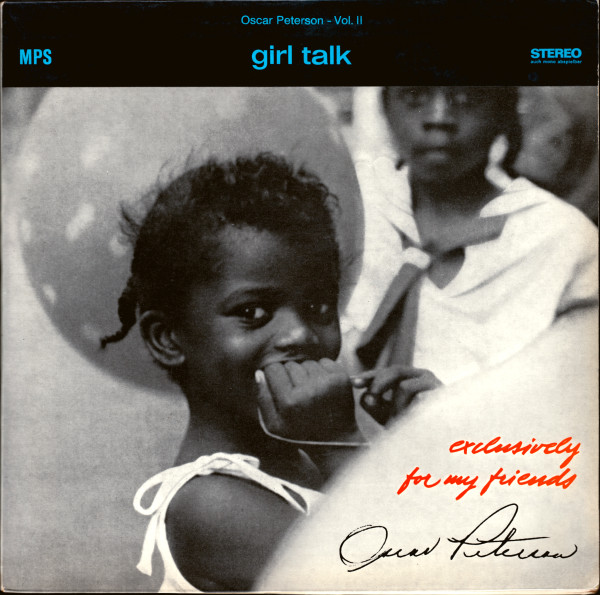 Oscar Peterson - Vol. II
MPS
girl talk
STEREO
auch mono abspielbar
exclusively
for my friends
Oscar Peterson